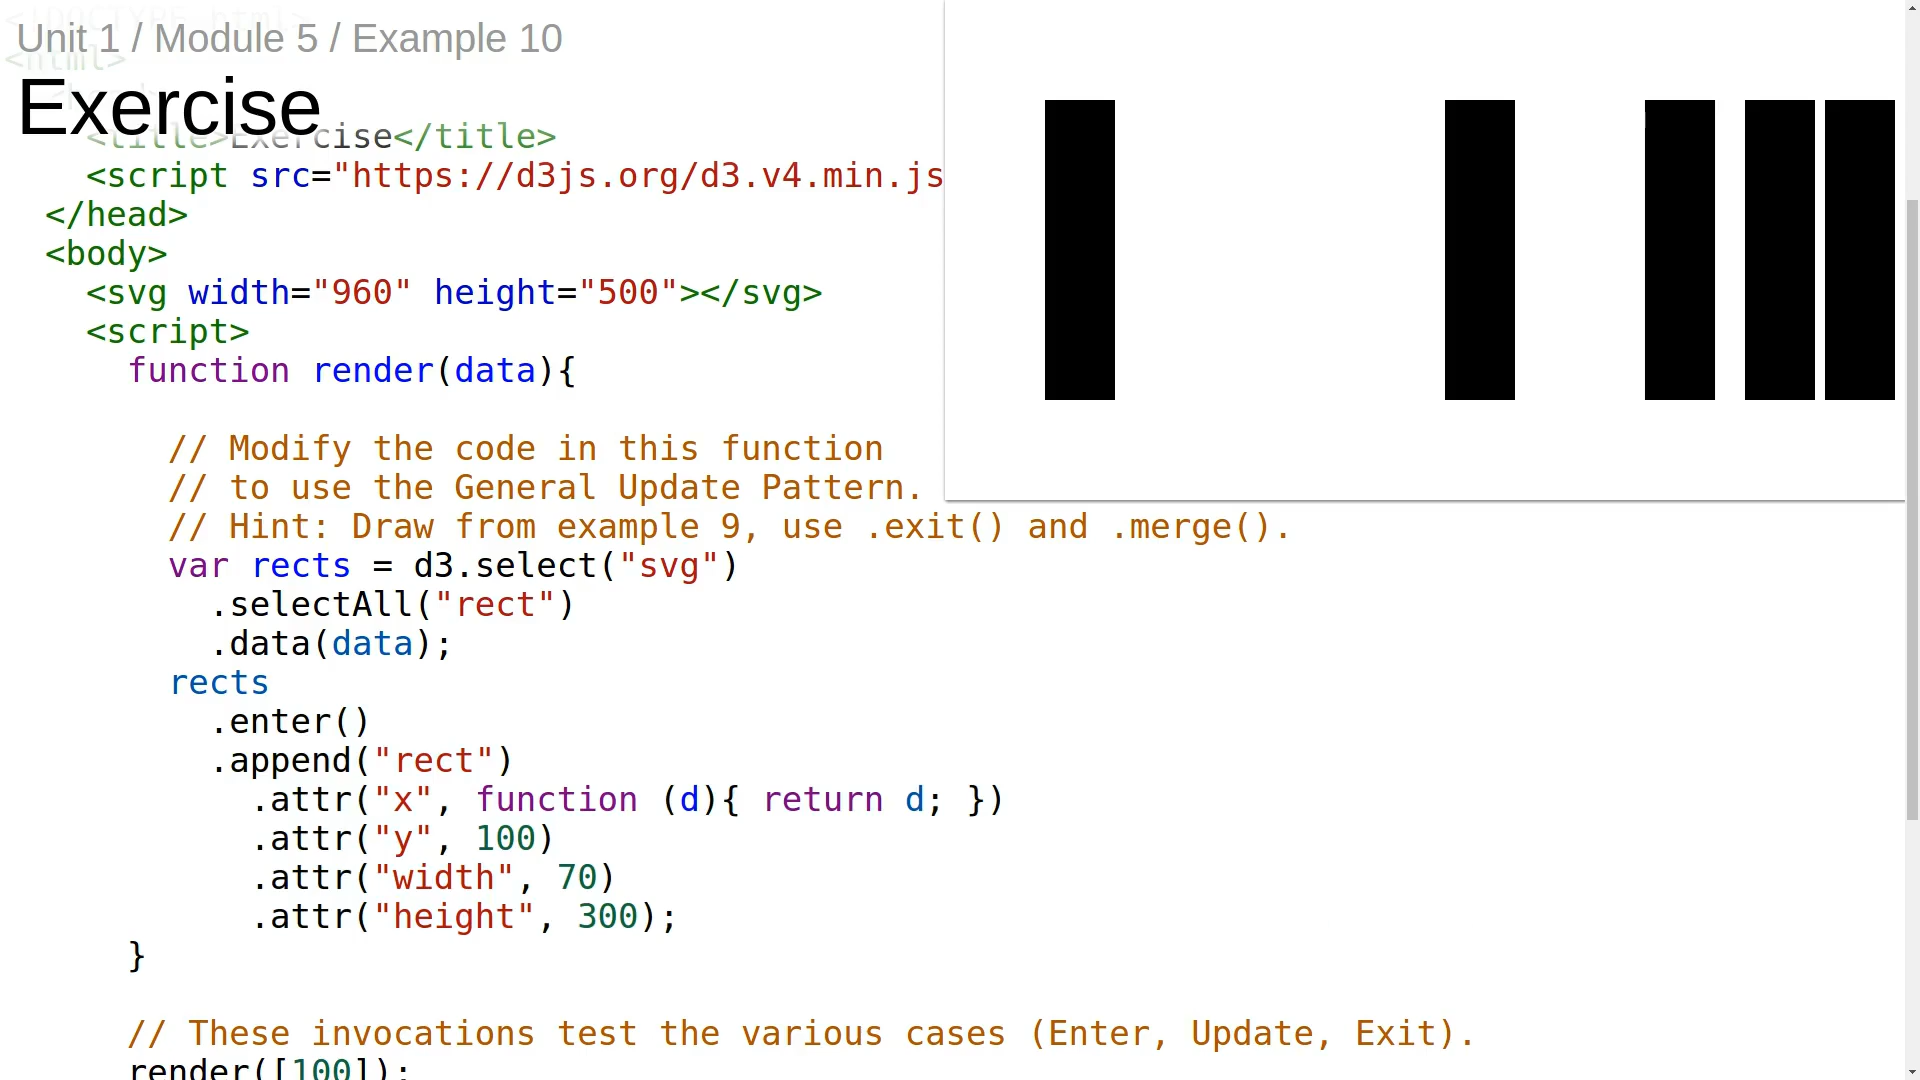 <!DOCTYPE html>
Unit 1 / Module 5 / Example 10
<html>
Exercise
<title>Exercise</title>
<script src="https://d3js.org/d3.v4.min.js
</head>
<body>
<svg width="960" height="500"></svg>
<script>
function render(data){
// Modify the code in this function
// to use the General Update Pattern.
// Hint: Draw from example 9, use .exit() and .merge().
var rects = d3.select("svg")
.selectAll("rect")
.data(data);
rects
.enter()
.append("rect")
.attr("x", function (d){ return d; })
.attr("y", 100)
.attr("width", 70)
.attr("height", 300);
}
// These invocations test the various cases (Enter, Update, Exit).
render([100]);